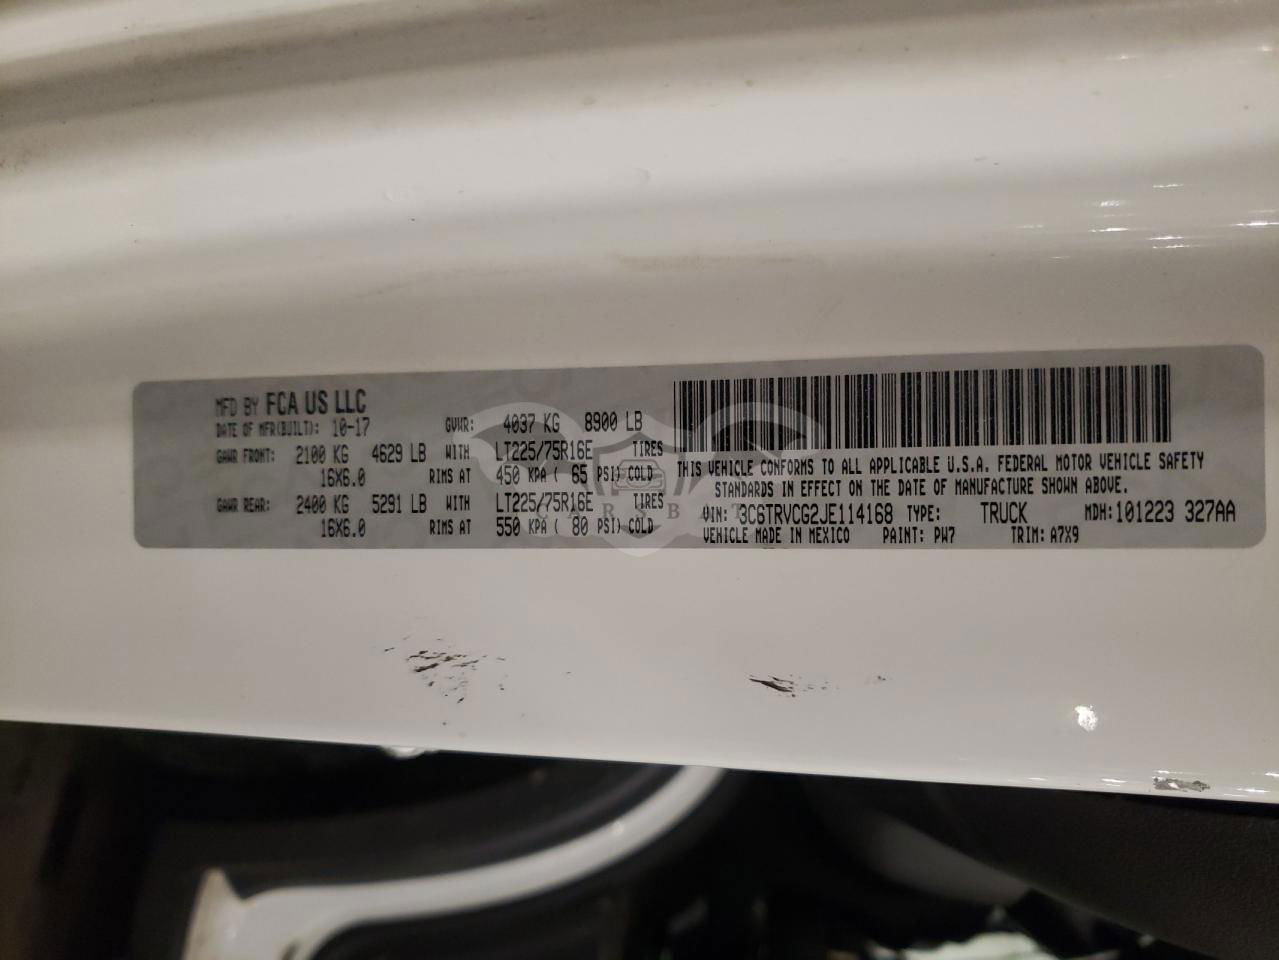 MFD BY FCA US LLC
DATE OF MFR(BUILT): 10-17 GVWR: 4037 KG 8900 LB
GAWR FRONT: 2100 KG 4629 LB WITH LT225/75R16E TIRES
16X6.0 RIMS AT 450 KPA ( 65 PSI) COLD
GAWR REAR: 2400 KG 5291 LB WITH LT225/75R16E TIRES
16X6.0 RIMS AT 550 KPA ( 80 PSI) COLD
THIS VEHICLE CONFORMS TO ALL APPLICABLE U.S.A. FEDERAL MOTOR VEHICLE SAFETY
STANDARDS IN EFFECT ON THE DATE OF MANUFACTURE SHOWN ABOVE.
VIN: 3C6TRVCG2JE114168 TYPE: TRUCK MDH: 101223 327AA
VEHICLE MADE IN MEXICO PAINT: PW7 TRIM: A7X9